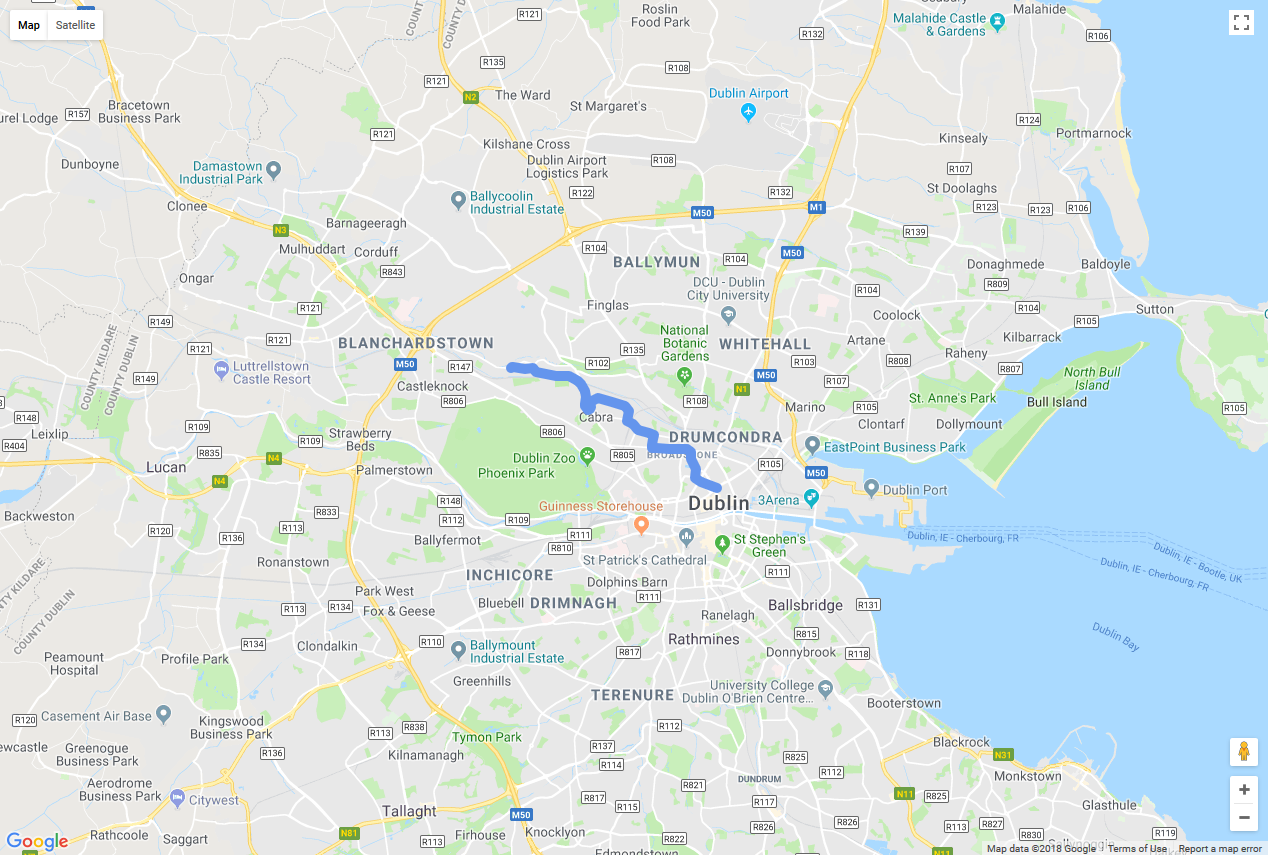 Map
Satellite
R121
Roslin
Food Park
Malahide Castle
& Gardens
Malahide
R106
R132
COUNTY D
R135
R108
R121
N2
The Ward
St Margaret's
Dublin Airport
Bracetown
Business Park
R157
R124
Portmarnock
R121
Kinsealy
Kilshane Cross
Dublin Airport
Logistics Park
R108
Dunboyne
Damastown
Industrial Park
R107
St Doolaghs
R122
R132
Ballycoolin
Industrial Estate
Clonee
M50
M1
R123
R123
R106
Barnageeragh
N3
R139
Mulhuddart
Corduff
R104
M50
BALLYMUN
R104
Donaghmede
Baldoyle
R843
Ongar
DCU - Dublin
City University
R104
R809
R121
Finglas
R104
Sutton
R149
Coolock
R105
National
Botanic
Gardens
Kilbarrack
BLANCHARDSTOWN
R121
R121
R135
WHITEHALL
Artane
Raheny
COUNTY KILDARE
COUNTY DUBLIN
M50
R147
R102
R103
R808
R807
Luttrellstown
Castle Resort
R149
Castleknock
M50
R107
North Bull
Island
N1
R806
R108
St. Anne's Park
Bull Island
R148
Marino
R105
R105
Cabra
Clontarf
Dollymount
R109
Leixlip
Strawberry
Beds
R806
DRUMCONDRA
R404
R109
R835
EastPoint Business Park
R805
N4
Dublin Zoo
Phoenix Park
Lucan
Palmerstown
R105
M50
N4
Dublin Port
R148
Guinness Storehouse
Dublin
3Arena
Backweston
R833
R112
R109
R120
R113
R136
Ballyfermot
R111
R810
St Stephen's
Green
Dublin, IE - Cherbourg, FR
Dublin, IE - Bootle, UK
St Patrick's Cathedral
Ronanstown
Dublin, IE - Cherbourg, FR
INCHICORE
R111
Dolphins Barn
COUNTY DUBLIN
Park West
R111
R113
R134
Fox & Geese
Bluebell
DRIMNAGH
Ballsbridge
R131
Ranelagh
Dublin Bay
Rathmines
R815
R134
Clondalkin
R110
Ballymount
Industrial Estate
R817
Donnybrook
R118
Peamount
Hospital
Profile Park
Greenhills
TERENURE
University College
Dublin O'Brien Centre...
Booterstown
R120
Casement Air Base
Kingswood
Business Park
R838
R112
R113
Tymon Park
Greenogue
Business Park
R136
Kilnamanagh
R137
Blackrock
N31
R114
R825
R112
Monkstown
Aerodrome
Business Park
Citywest
DUNDRUM
R821
N11
R825
R817
R115
R117
Glasthule
Tallaght
M50
R826
R826
R113
R827
Rathcoole
Saggart
N81
R113
Firhouse
Knocklyon
R822
R830
R119
Edmondstown
N11
Google
Map data ©2018 Google
Terms of Use
Report a map error